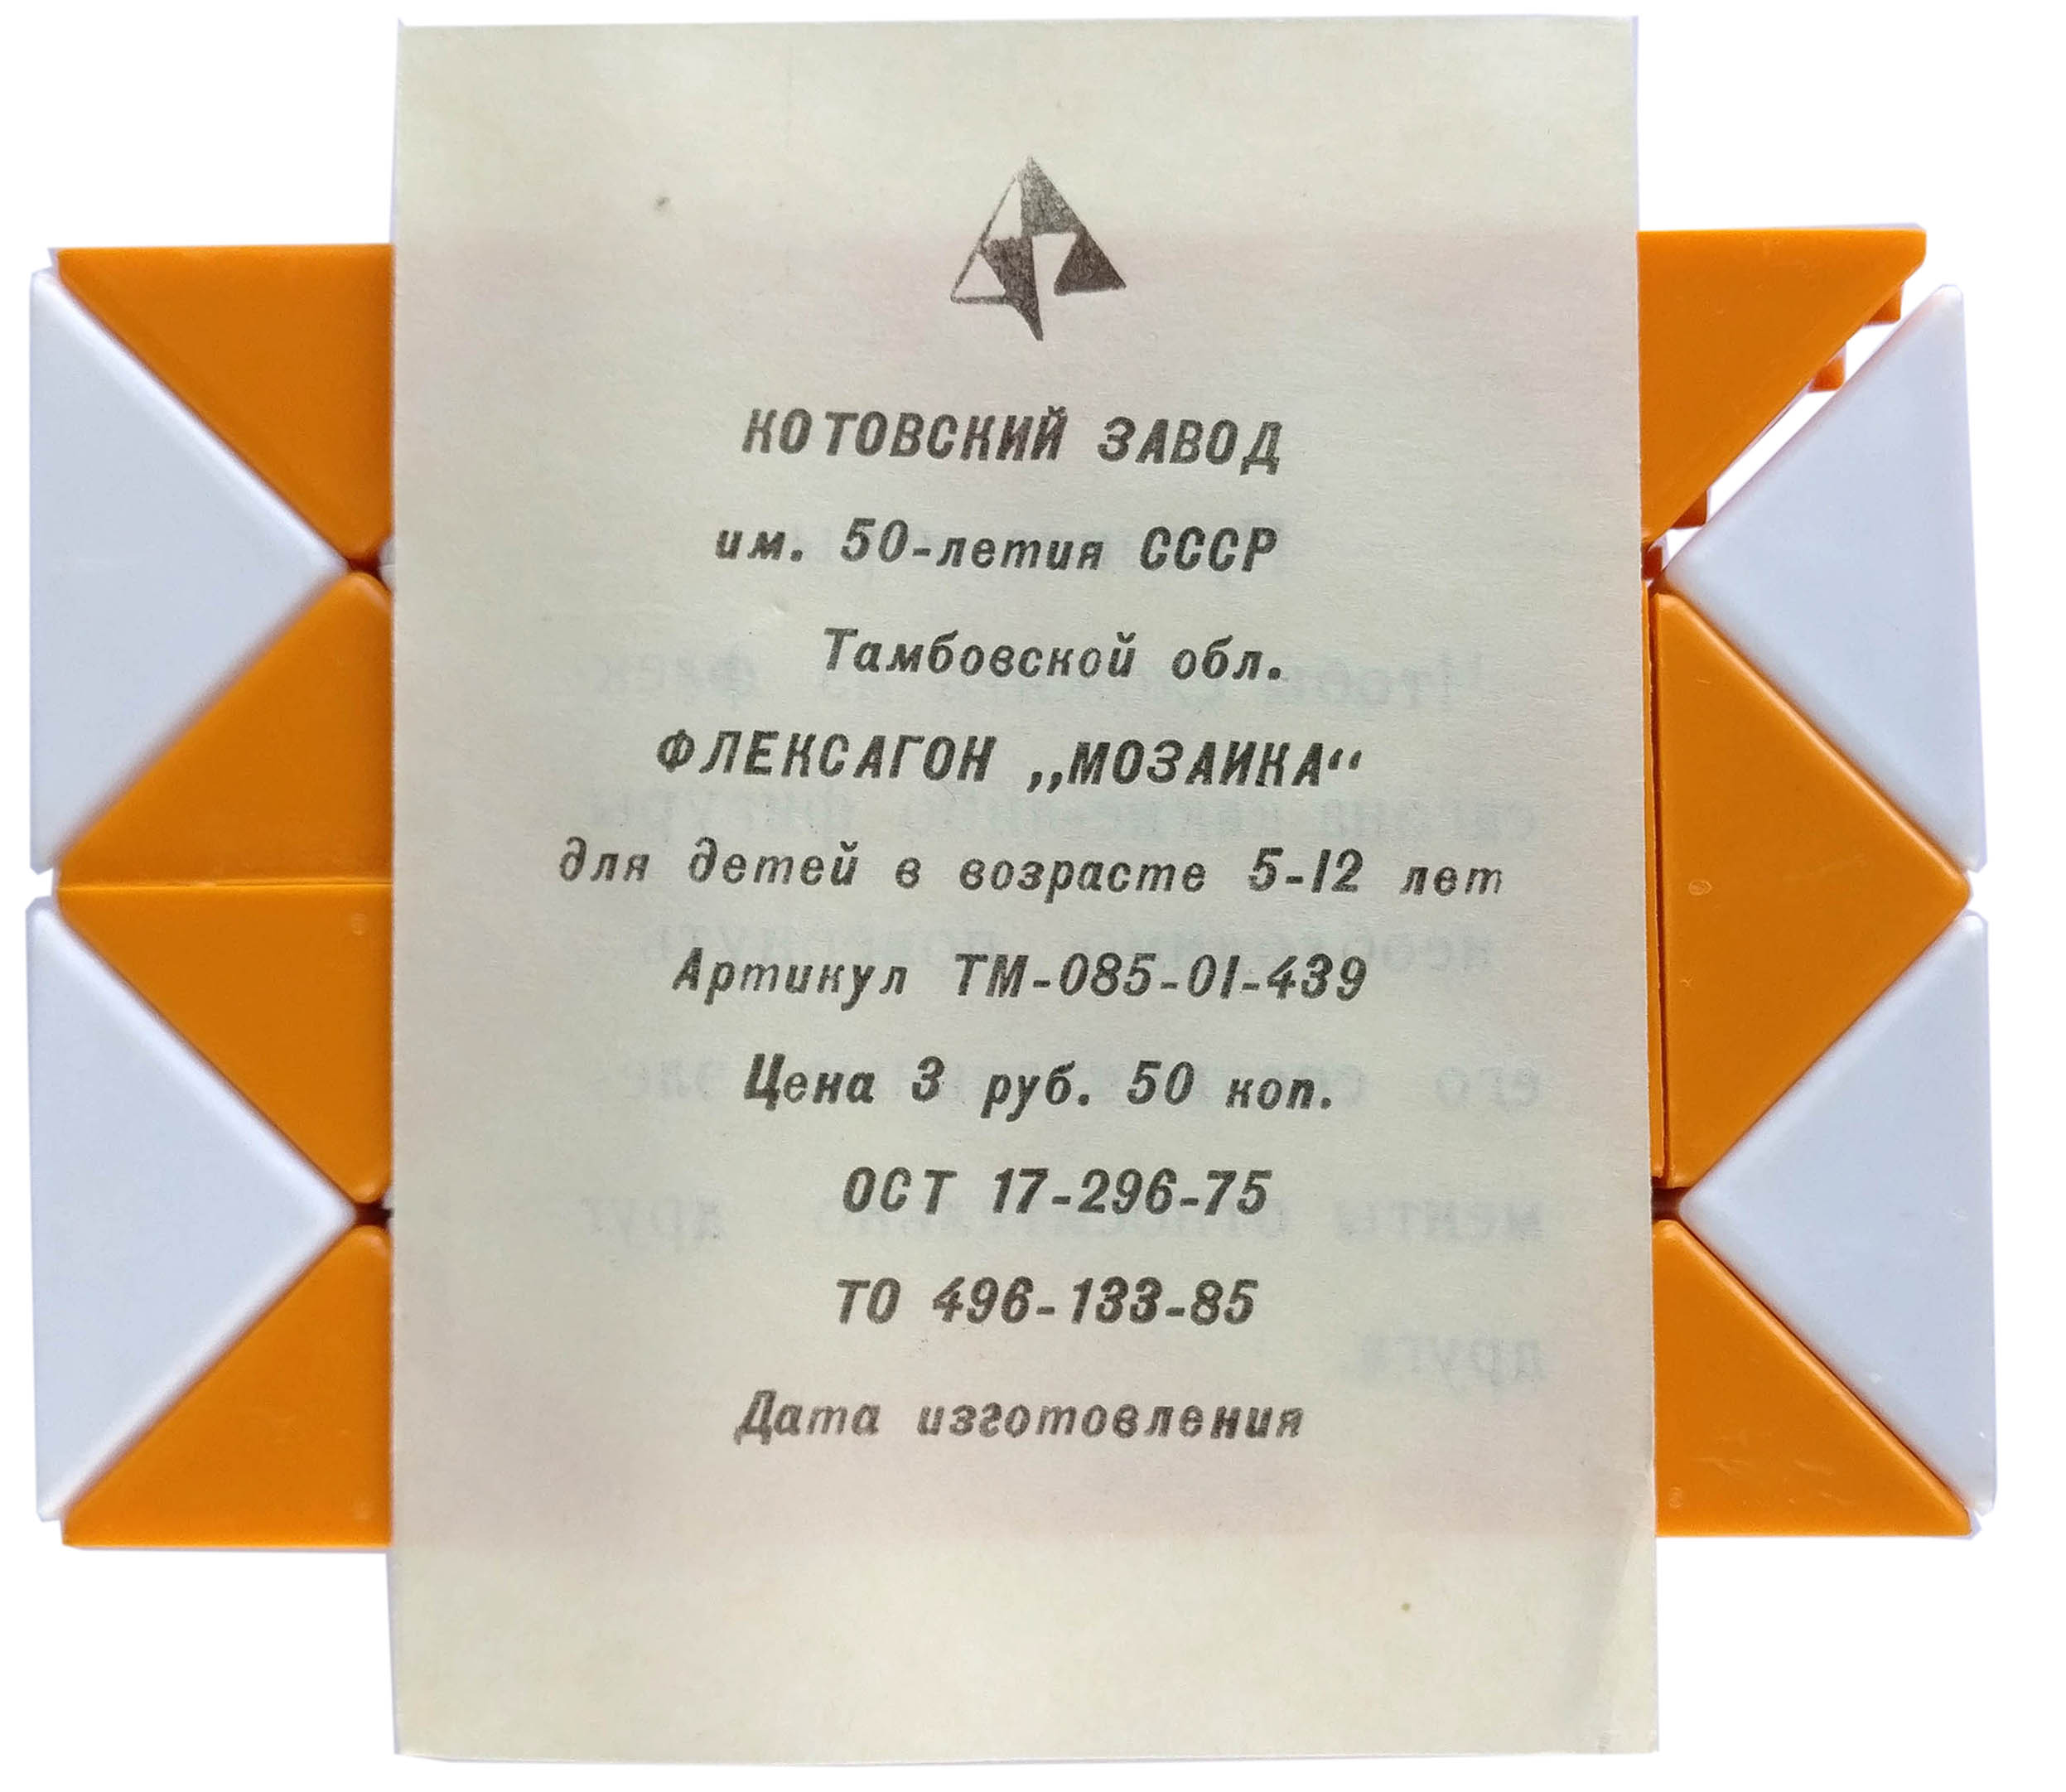 КОТОВСКИЙ ЗАВОД
им. 50-летия СССР
Тамбовской обл.
ФЛЕКСАГОН „МОЗАИКА“
для детей в возрасте 5-12 лет
Артикул ТМ-085-01-439
Цена 3 руб. 50 коп.
ОСТ 17-296-75
ТО 496-133-85
Дата изготовления